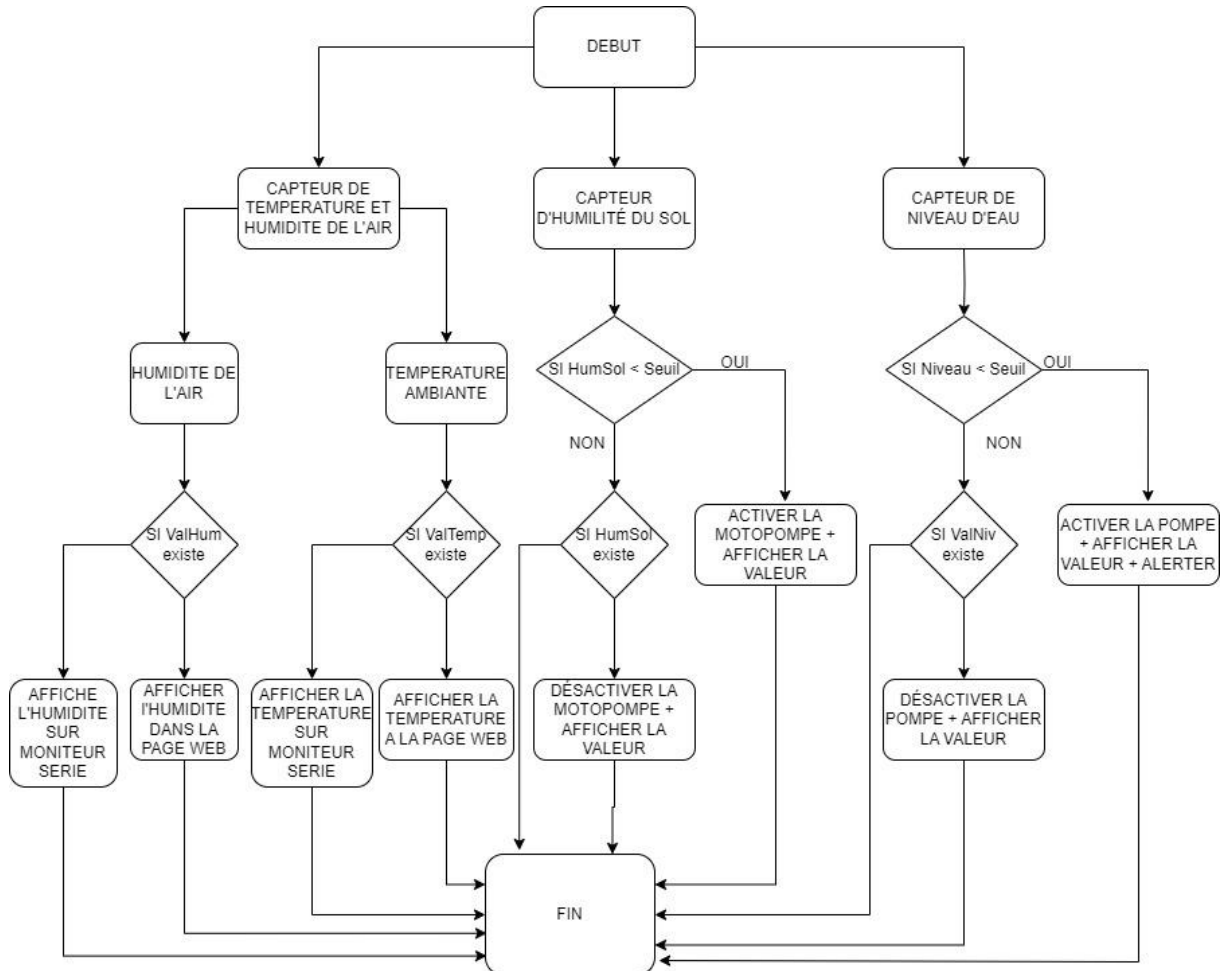 DEBUT
CAPTEUR DE
TEMPERATURE ET
HUMIDITE DE L'AIR
CAPTEUR
D'HUMILITÉ DU SOL
CAPTEUR DE
NIVEAU D'EAU
HUMIDITE DE
L'AIR
TEMPERATURE
AMBIANTE
SI HumSol < Seuil
OUI
SI Niveau < Seuil
OUI
NON
NON
SI ValHum
existe
SI ValTemp
existe
SI HumSol
existe
ACTIVER LA
MOTOPOMPE +
AFFICHER LA
VALEUR
SI ValNiv
existe
ACTIVER LA POMPE
+ AFFICHER LA
VALEUR + ALERTER
AFFICHE
L'HUMIDITE
SUR
MONITEUR
SERIE
AFFICHER
l'HUMIDITE
DANS LA
PAGE WEB
AFFICHER LA
TEMPERATURE
SUR
MONITEUR
SERIE
AFFICHER LA
TEMPERATURE
A LA PAGE WEB
DÉSACTIVER LA
MOTOPOMPE +
AFFICHER LA
VALEUR
DÉSACTIVER LA
POMPE + AFFICHER
LA VALEUR
FIN